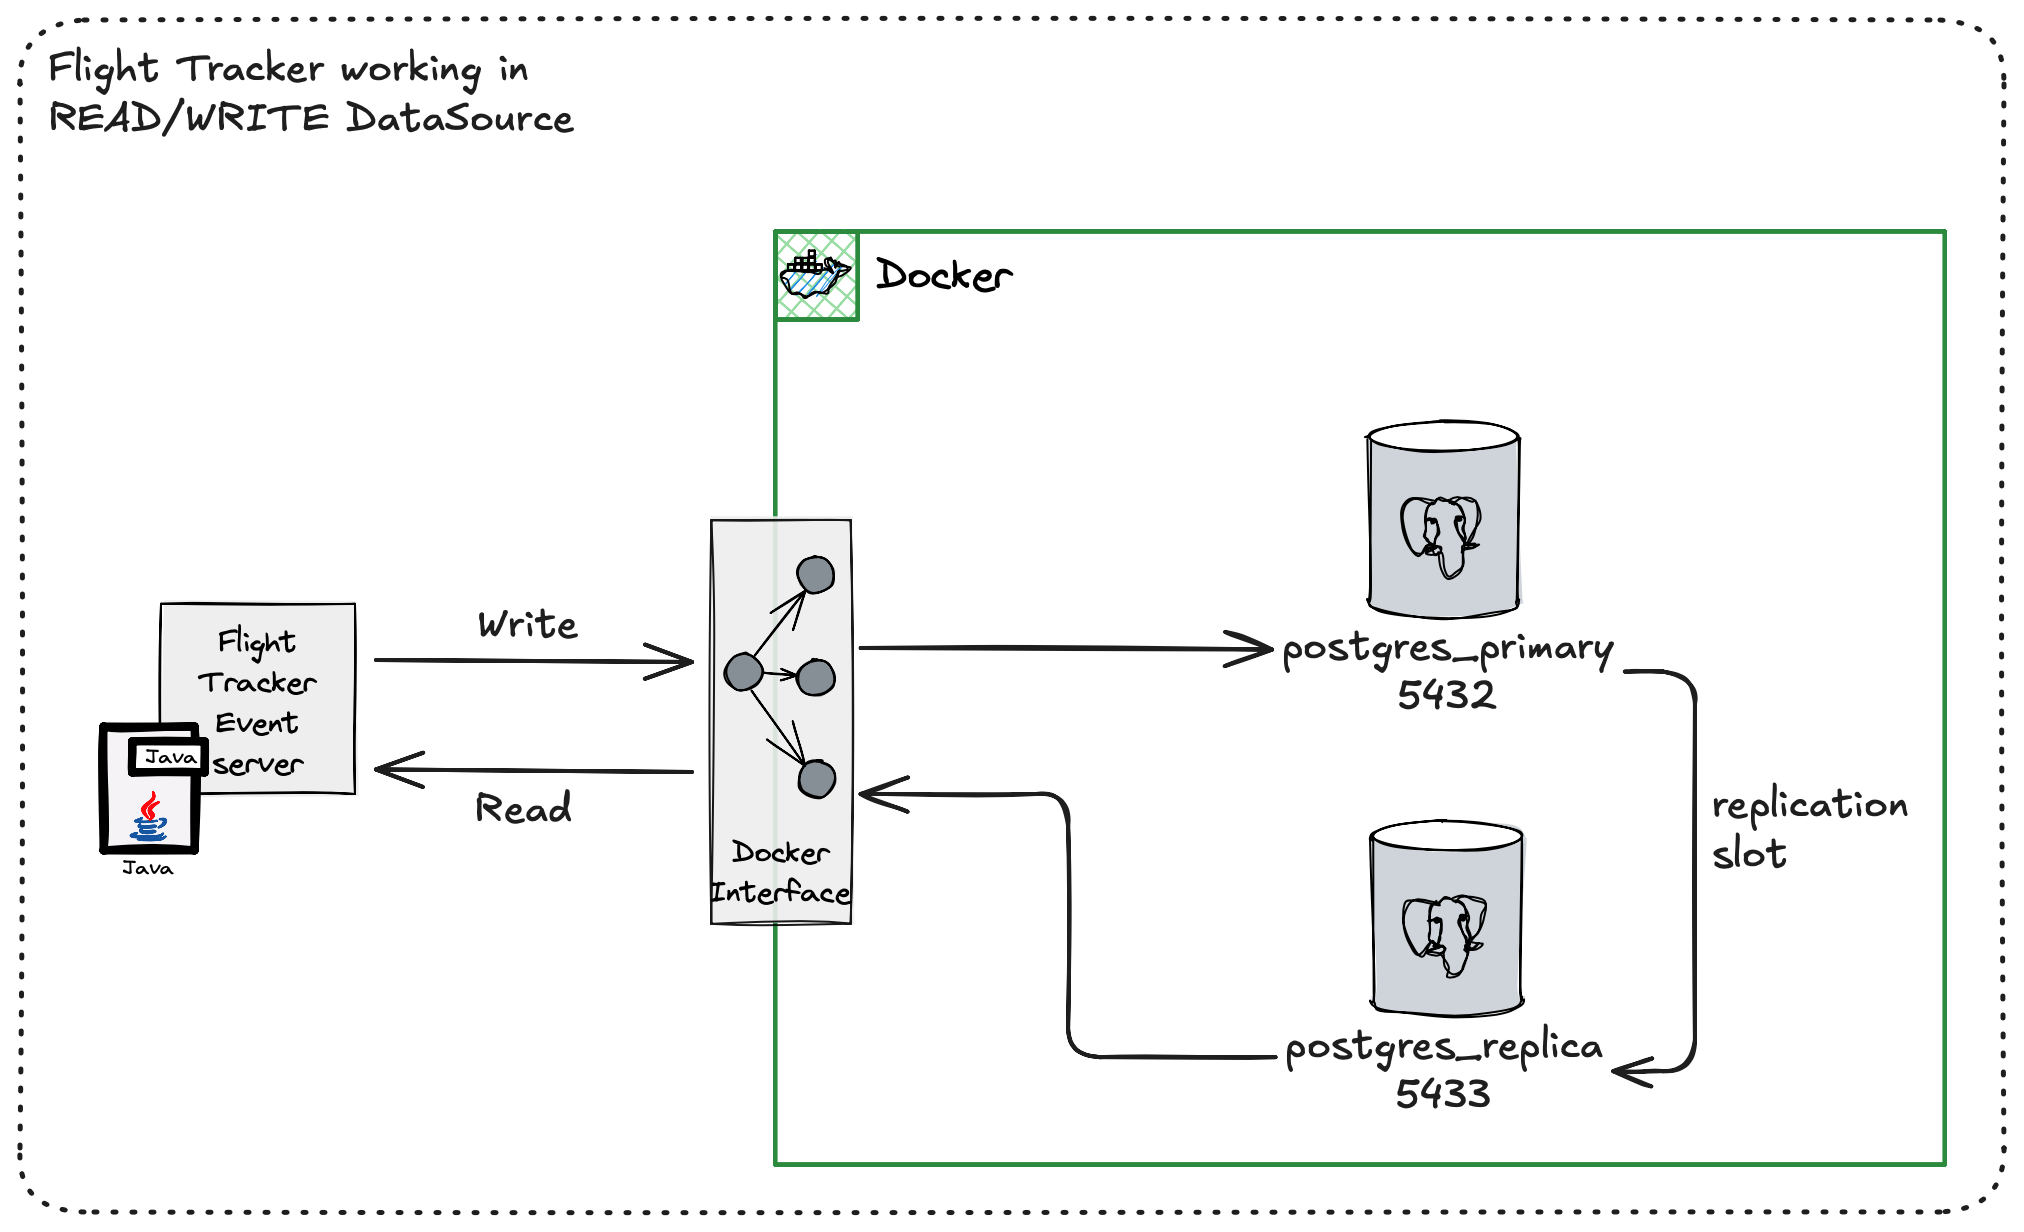 Flight Tracker working in
READ/WRITE DataSource
Docker
Flight
Tracker
Event
server
Java
Java
Write
Read
Docker
Interface
postgres_primary
5432
replication
slot
postgres_replica
5433